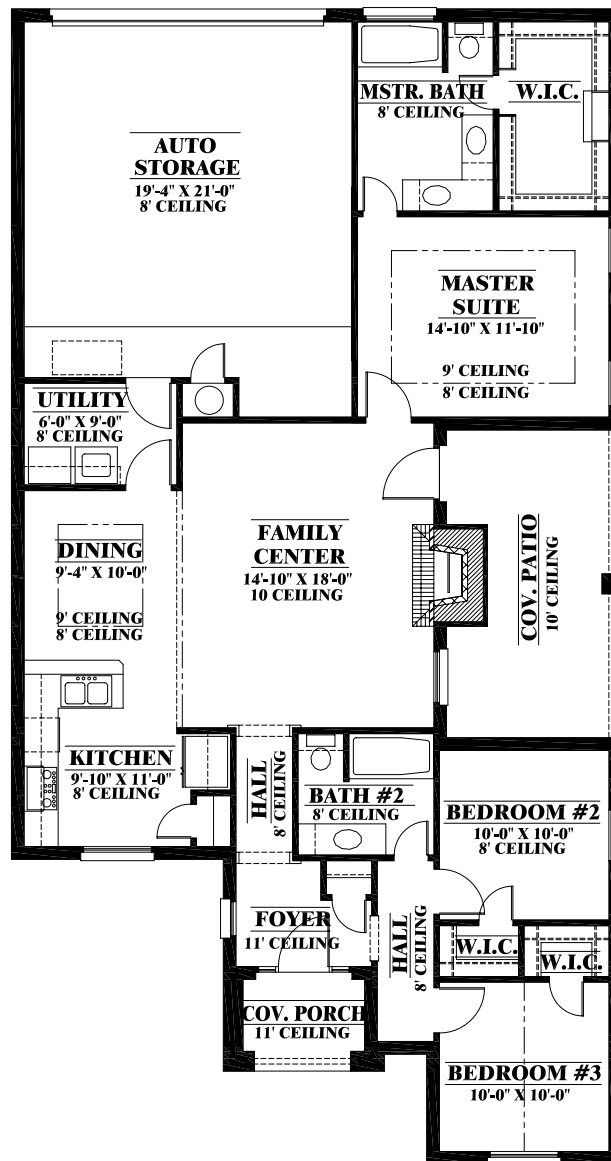 MSTR. BATH
8' CEILING
W.I.C.
AUTO
STORAGE
19'-4" X 21'-0"
8' CEILING
MASTER
SUITE
14'-10" X 11'-10"
9' CEILING
8' CEILING
UTILITY
6'-0" X 9'-0"
8' CEILING
DINING
9'-4" X 10'-0"
9' CEILING
8' CEILING
FAMILY
CENTER
14'-10" X 18'-0"
10 CEILING
COV. PATIO
10' CEILING
KITCHEN
9'-10" X 11'-0"
8' CEILING
HALL
8' CEILING
BATH #2
8' CEILING
BEDROOM #2
10'-0" X 10'-0"
8' CEILING
FOYER
11' CEILING
HALL
8' CEILING
W.I.C.
W.I.C.
COV. PORCH
11' CEILING
BEDROOM #3
10'-0" X 10'-0"